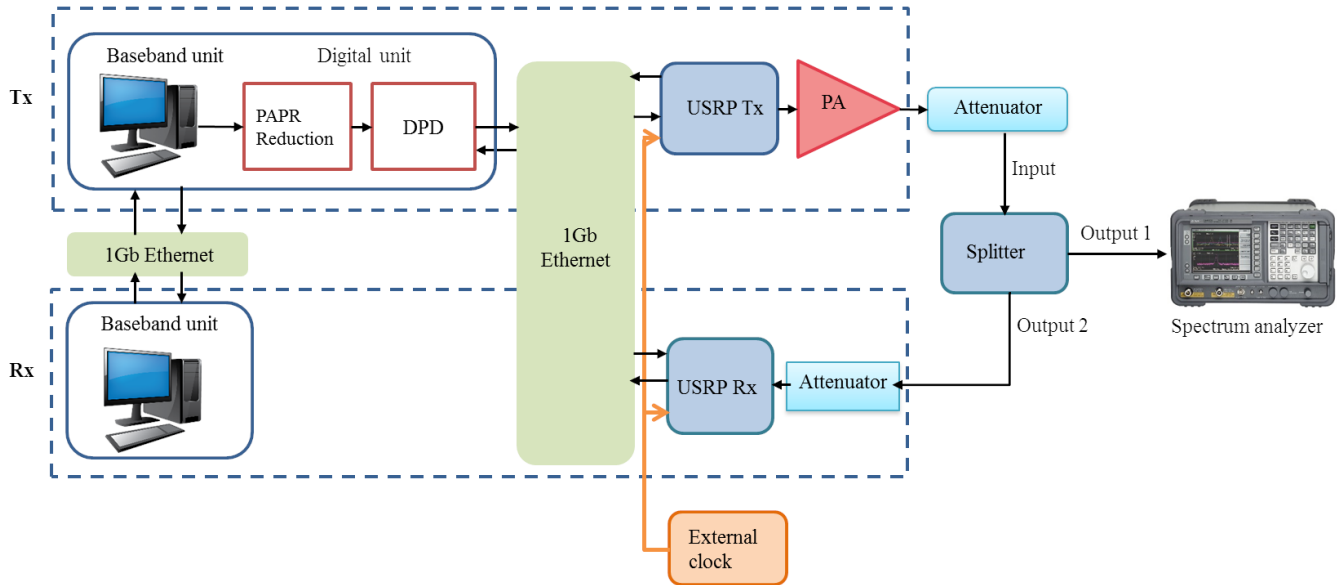 Tx
Baseband unit
Digital unit
PAPR
Reduction
DPD
USRP Tx
PA
Attenuator
Input
1Gb Ethernet
1Gb
Ethernet
Splitter
Output 1
Output 2
Spectrum analyzer
Rx
Baseband unit
USRP Rx
Attenuator
External
clock